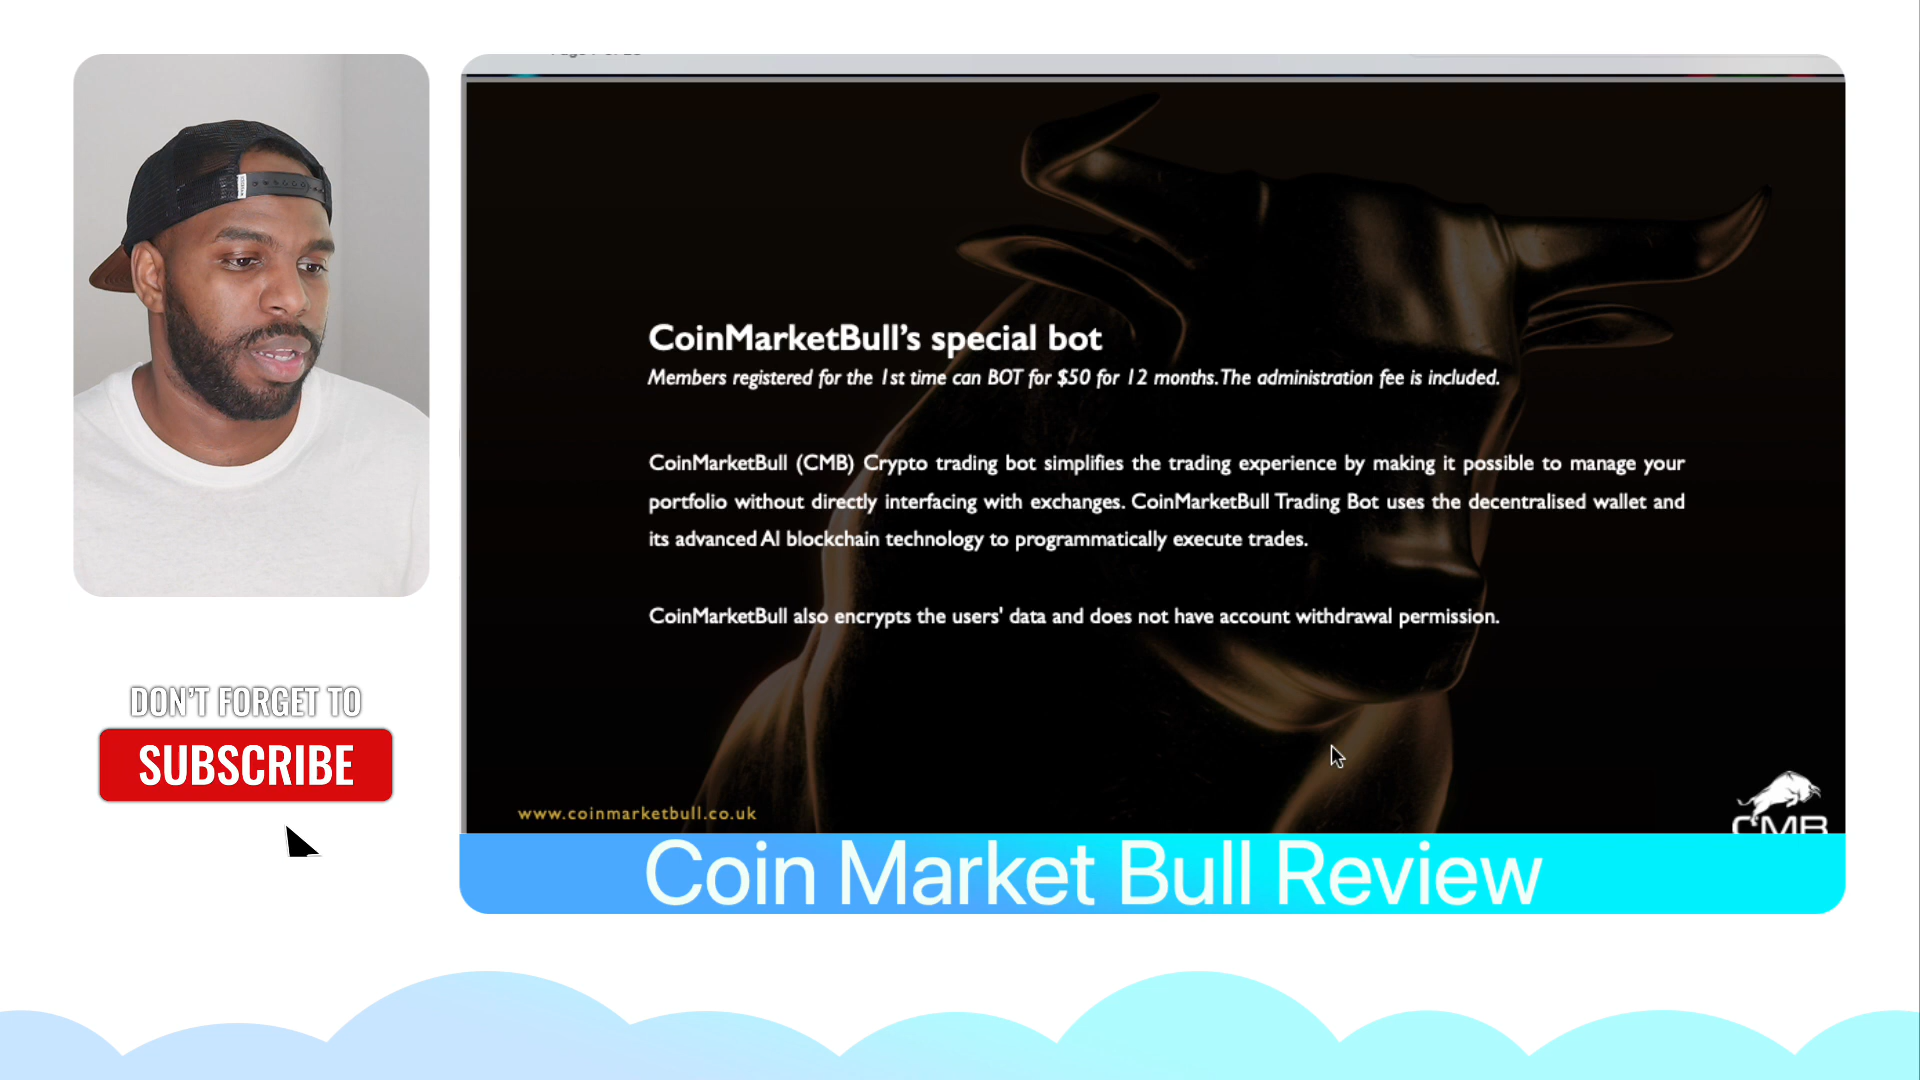 DON'T FORGET TO
SUBSCRIBE
CoinMarketBull's special bot
Members registered for the 1st time can BOT for $50 for 12 months. The administration fee is included.
CoinMarketBull (CMB) Crypto trading bot simplifies the trading experience by making it possible to manage your
portfolio without directly interfacing with exchanges. CoinMarketBull Trading Bot uses the decentralised wallet and
its advanced AI blockchain technology to programmatically execute trades.
CoinMarketBull also encrypts the users' data and does not have account withdrawal permission.
www.coinmarketbull.co.uk
CMB
Coin Market Bull Review